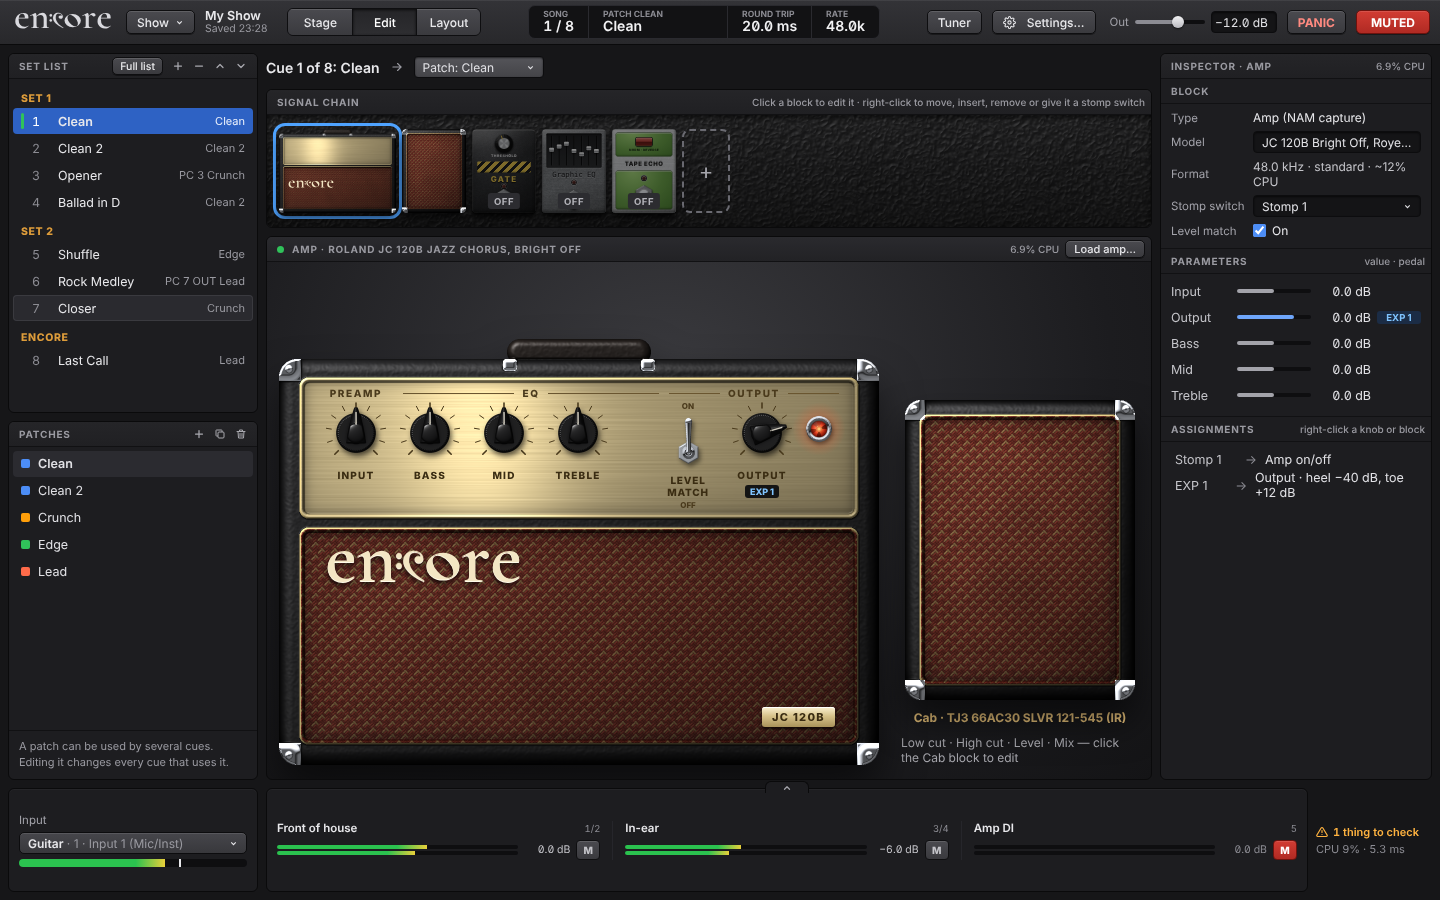 encore
Show
My Show
Saved 23:28
Stage
Edit
Layout
SONG
1 / 8
PATCH CLEAN
Clean
ROUND TRIP
20.0 ms
RATE
48.0k
Tuner
Settings...
Out
−12.0 dB
PANIC
MUTED
SET LIST
Full list
SET 1
1 Clean Clean
2 Clean 2 Clean 2
3 Opener PC 3 Crunch
4 Ballad in D Clean 2
SET 2
5 Shuffle Edge
6 Rock Medley PC 7 OUT Lead
7 Closer Crunch
ENCORE
8 Last Call Lead
PATCHES
Clean
Clean 2
Crunch
Edge
Lead
A patch can be used by several cues.
Editing it changes every cue that uses it.
Cue 1 of 8: Clean → Patch: Clean
SIGNAL CHAIN
Click a block to edit it · right-click to move, insert, remove or give it a stomp switch
encore
THRESHOLD
GATE
OFF
Graphic EQ
OFF
TAPE ECHO
OFF
+
AMP · ROLAND JC 120B JAZZ CHORUS, BRIGHT OFF
6.9% CPU
Load amp...
PREAMP
EQ
OUTPUT
ON
INPUT
BASS
MID
TREBLE
LEVEL
MATCH
OFF
OUTPUT
EXP 1
encore
JC 120B
Cab · TJ3 66AC30 SLVR 121-545 (IR)
Low cut · High cut · Level · Mix — click
the Cab block to edit
INSPECTOR · AMP
6.9% CPU
BLOCK
Type Amp (NAM capture)
Model JC 120B Bright Off, Roye...
Format 48.0 kHz · standard · ~12%
CPU
Stomp switch Stomp 1
Level match On
PARAMETERS
value · pedal
Input 0.0 dB
Output 0.0 dB EXP 1
Bass 0.0 dB
Mid 0.0 dB
Treble 0.0 dB
ASSIGNMENTS
right-click a knob or block
Stomp 1 → Amp on/off
EXP 1 → Output · heel −40 dB, toe
+12 dB
Input
Guitar · 1 · Input 1 (Mic/Inst)
Front of house
1/2
0.0 dB
M
In-ear
3/4
−6.0 dB
M
Amp DI
5
0.0 dB
M
1 thing to check
CPU 9% · 5.3 ms